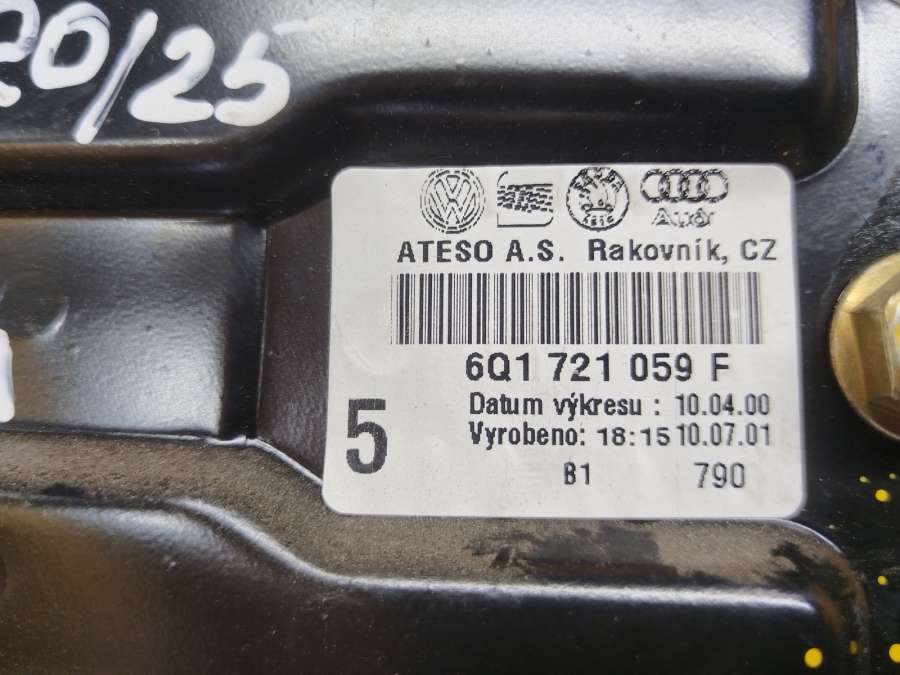 20/25
Audi
ATESO A.S. Rakovník, CZ
6Q1 721 059 F
5
Datum výkresu : 10.04.00
Vyrobeno: 18:15 10.07.01
B1 790